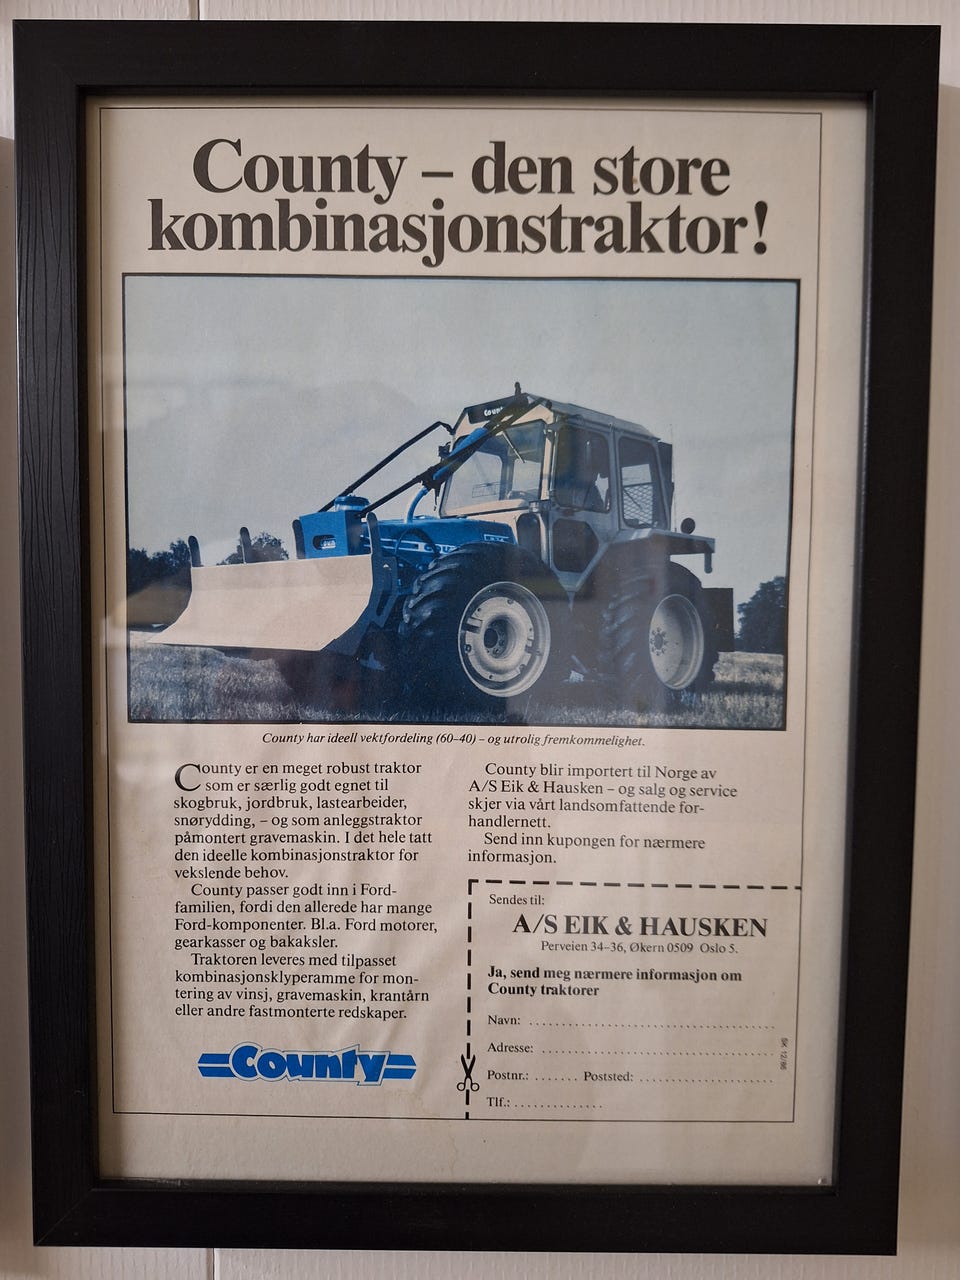 County – den store
kombinasjonstraktor!
County
COUNTY
County har ideell vektfordeling (60–40) – og utrolig fremkommelighet.
County er en meget robust traktor
som er særlig godt egnet til
skogbruk, jordbruk, lastearbeider,
snørydding, – og som anleggstraktor
påmontert gravemaskin. I det hele tatt
den ideelle kombinasjonstraktor for
vekslende behov.
County passer godt inn i Ford-
familien, fordi den allerede har mange
Ford-komponenter. Bl.a. Ford motorer,
gearkasser og bakaksler.
Traktoren leveres med tilpasset
kombinasjonsklyperamme for mon-
tering av vinsj, gravemaskin, krantårn
eller andre fastmonterte redskaper.
County
County blir importert til Norge av
A/S Eik & Hausken – og salg og service
skjer via vårt landsomfattende for-
handlernett.
Send inn kupongen for nærmere
informasjon.
Sendes til:
A/S EIK & HAUSKEN
Perveien 34–36, Økern 0509 Oslo 5.
Ja, send meg nærmere informasjon om
County traktorer
Navn:
Adresse:
Postnr.: Poststed:
Tlf.:
SK 12/86